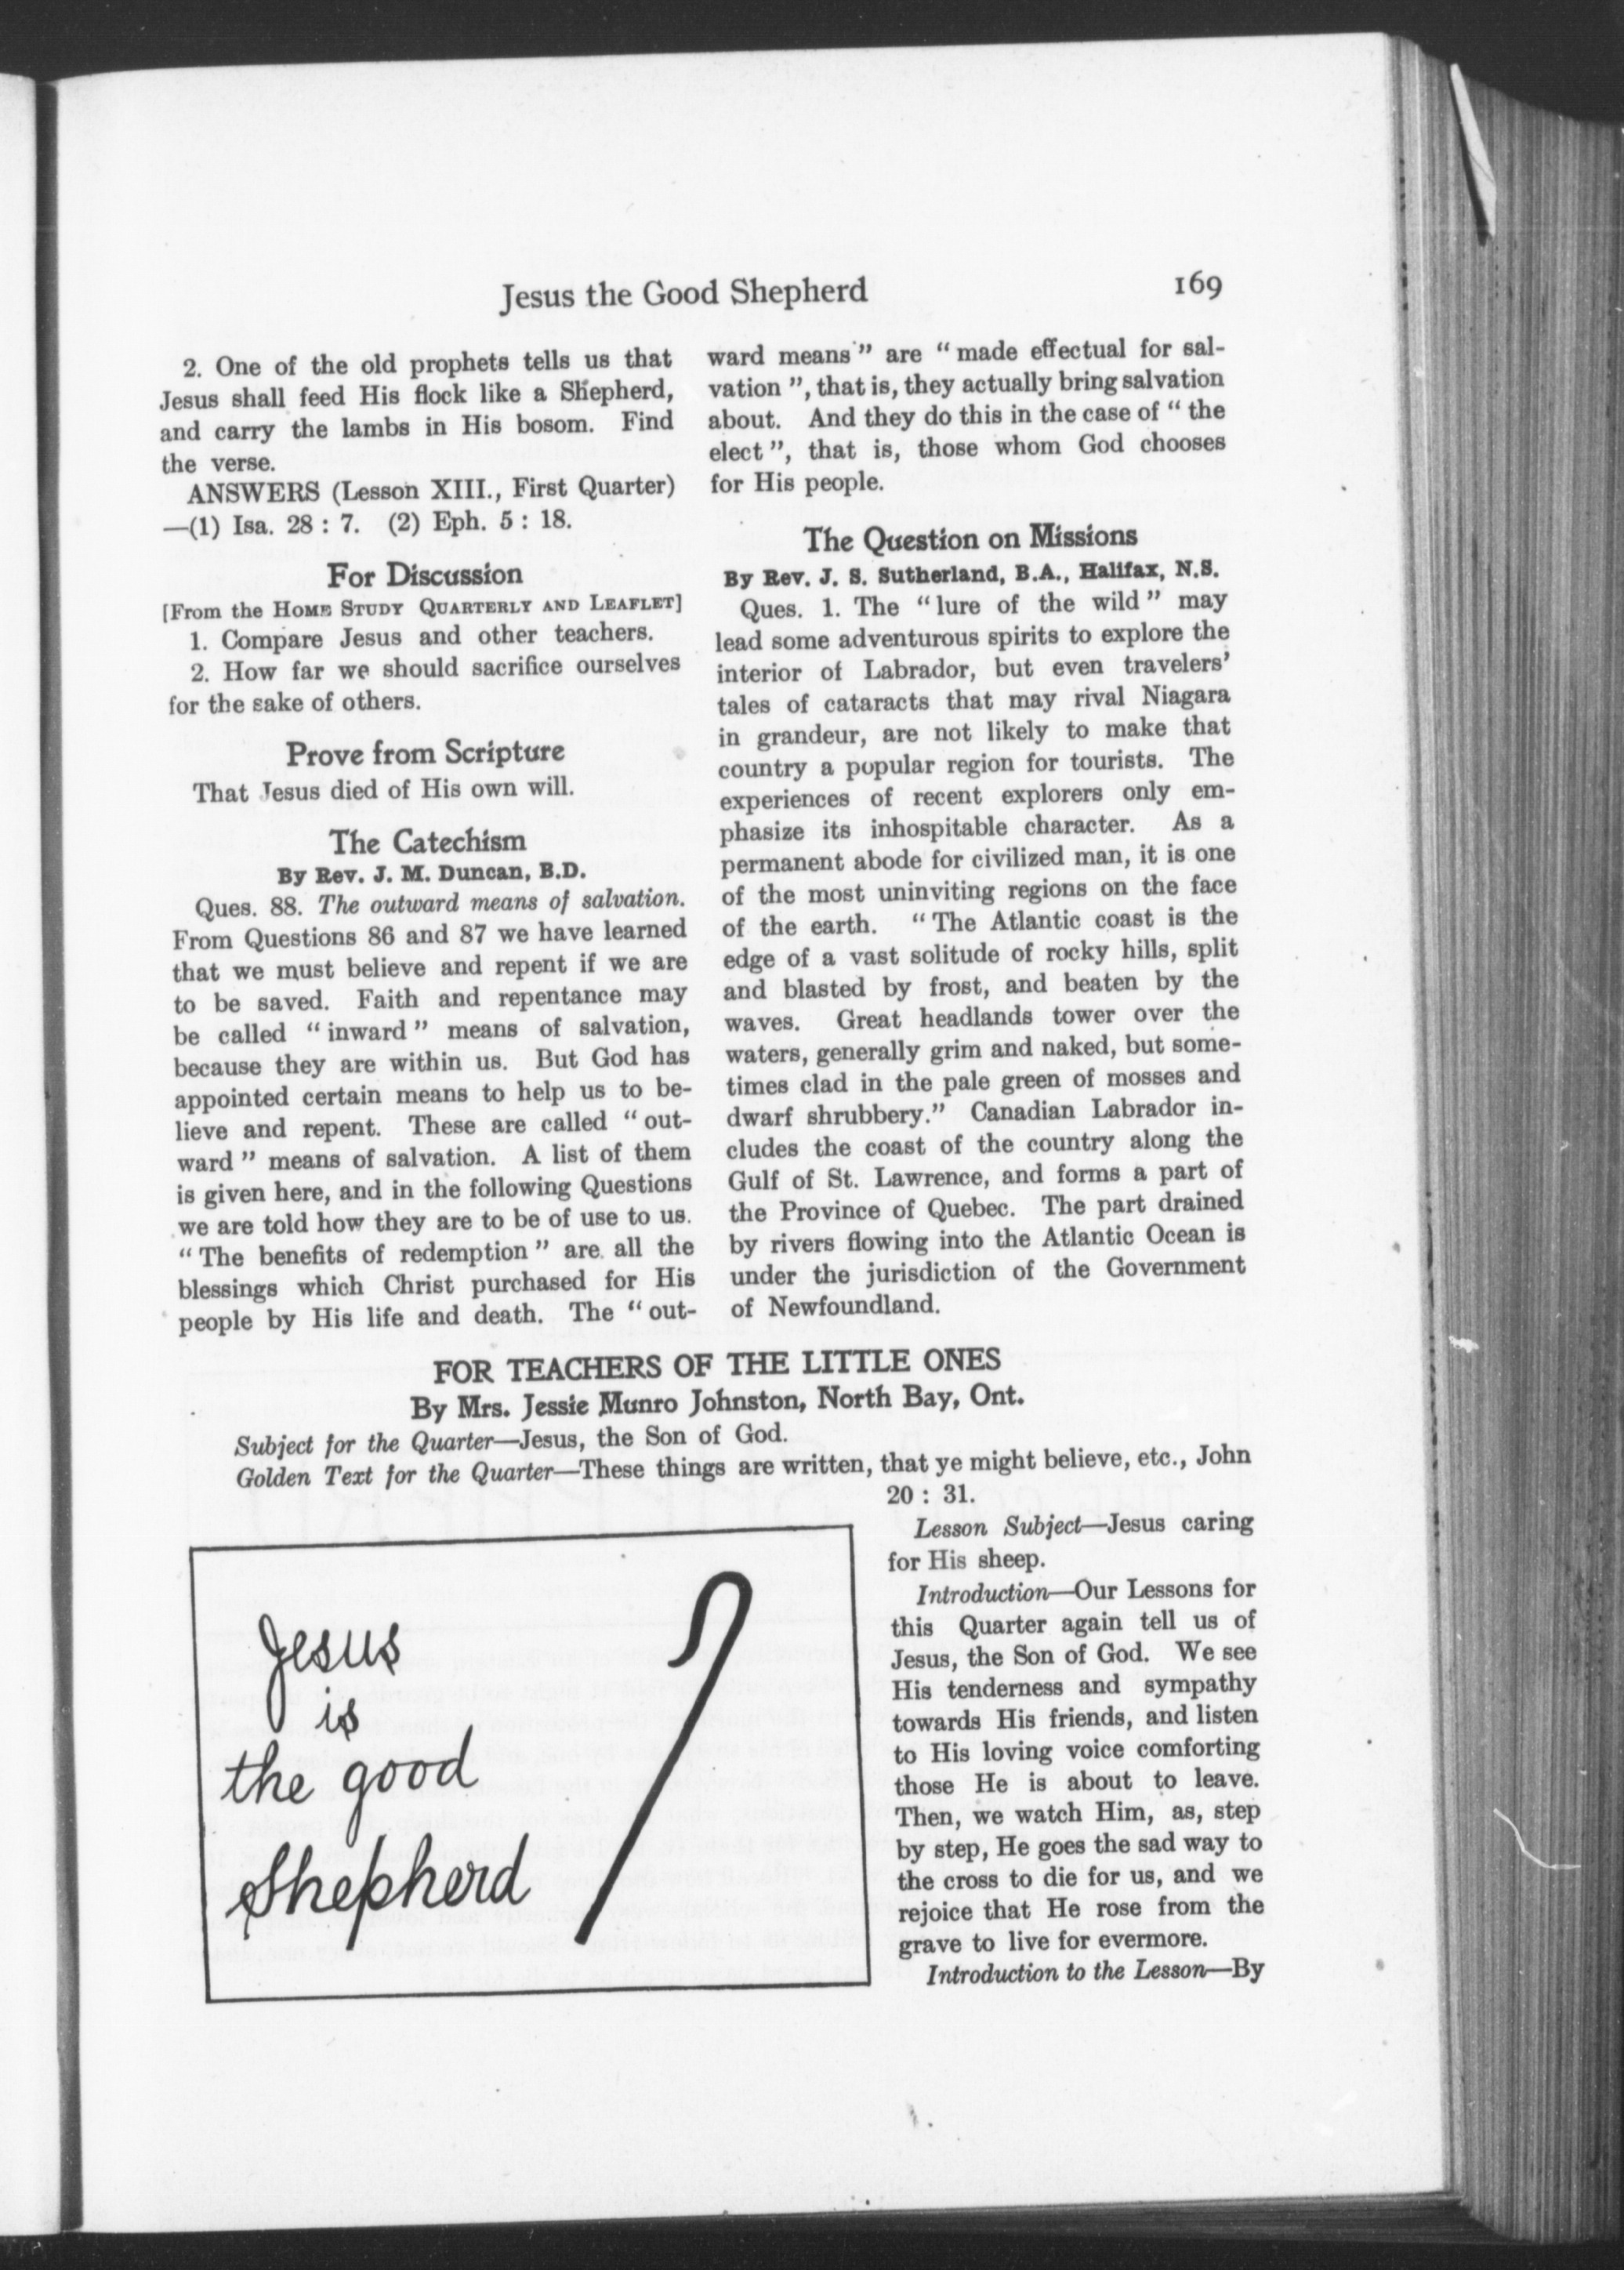 Jesus the Good Shepherd
169
2. One of the old prophets tells us that
Jesus shall feed His flock like a Shepherd,
and carry the lambs in His bosom. Find
the verse.
ANSWERS (Lesson XIII., First Quarter)
—(1) Isa. 28 : 7. (2) Eph. 5 : 18.
For Discussion
[From the HOME STUDY QUARTERLY AND LEAFLET]
1. Compare Jesus and other teachers.
2. How far we should sacrifice ourselves
for the sake of others.
Prove from Scripture
That Jesus died of His own will.
The Catechism
By Rev. J. M. Duncan, B.D.
Ques. 88. The outward means of salvation.
From Questions 86 and 87 we have learned
that we must believe and repent if we are
to be saved. Faith and repentance may
be called “ inward ” means of salvation,
because they are within us. But God has
appointed certain means to help us to be-
lieve and repent. These are called “ out-
ward ” means of salvation. A list of them
is given here, and in the following Questions
we are told how they are to be of use to us.
“ The benefits of redemption ” are all the
blessings which Christ purchased for His
people by His life and death. The “ out-
ward means ” are “ made effectual for sal-
vation ”, that is, they actually bring salvation
about. And they do this in the case of “ the
elect ”, that is, those whom God chooses
for His people.
The Question on Missions
By Rev. J. S. Sutherland, B.A., Halifax, N.S.
Ques. 1. The “ lure of the wild ” may
lead some adventurous spirits to explore the
interior of Labrador, but even travelers’
tales of cataracts that may rival Niagara
in grandeur, are not likely to make that
country a popular region for tourists. The
experiences of recent explorers only em-
phasize its inhospitable character. As a
permanent abode for civilized man, it is one
of the most uninviting regions on the face
of the earth. “ The Atlantic coast is the
edge of a vast solitude of rocky hills, split
and blasted by frost, and beaten by the
waves. Great headlands tower over the
waters, generally grim and naked, but some-
times clad in the pale green of mosses and
dwarf shrubbery.” Canadian Labrador in-
cludes the coast of the country along the
Gulf of St. Lawrence, and forms a part of
the Province of Quebec. The part drained
by rivers flowing into the Atlantic Ocean is
under the jurisdiction of the Government
of Newfoundland.
FOR TEACHERS OF THE LITTLE ONES
By Mrs. Jessie Munro Johnston, North Bay, Ont.
Subject for the Quarter—Jesus, the Son of God.
Golden Text for the Quarter—These things are written, that ye might believe, etc., John
20 : 31.
Lesson Subject—Jesus caring
for His sheep.
Introduction—Our Lessons for
this Quarter again tell us of
Jesus, the Son of God. We see
His tenderness and sympathy
towards His friends, and listen
to His loving voice comforting
those He is about to leave.
Then, we watch Him, as, step
by step, He goes the sad way to
the cross to die for us, and we
rejoice that He rose from the
grave to live for evermore.
Introduction to the Lesson—By
Jesus
is
the good
Shepherd